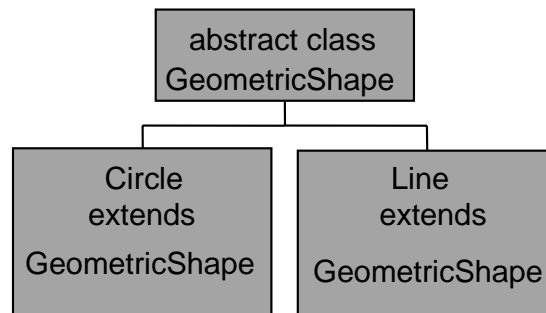 abstract class
GeometricShape
Circle
extends
GeometricShape
Line
extends
GeometricShape